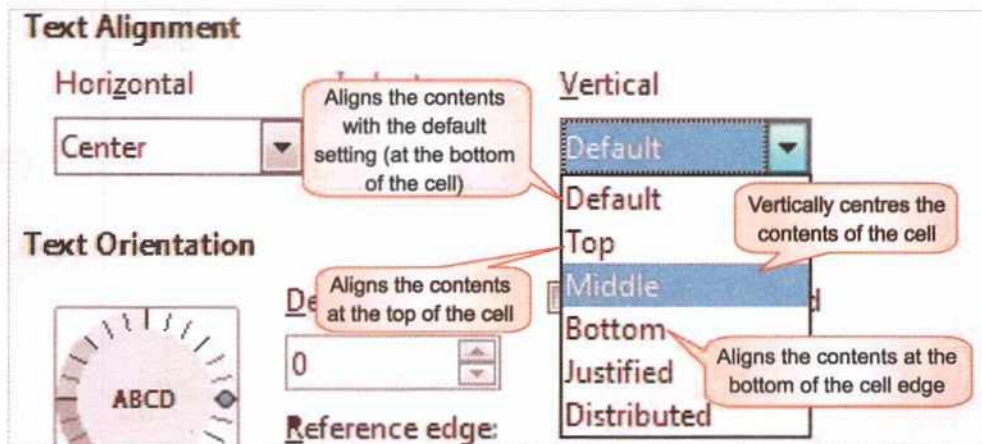 Text Alignment
Horizontal
Vertical
Aligns the contents
with the default
setting (at the bottom
of the cell)
Center
Default
Default
Vertically centres the
contents of the cell
Top
Text Orientation
Aligns the contents
at the top of the cell
Middle
Bottom
Aligns the contents at the
bottom of the cell edge
0
Justified
ABCD
Distributed
Reference edge: